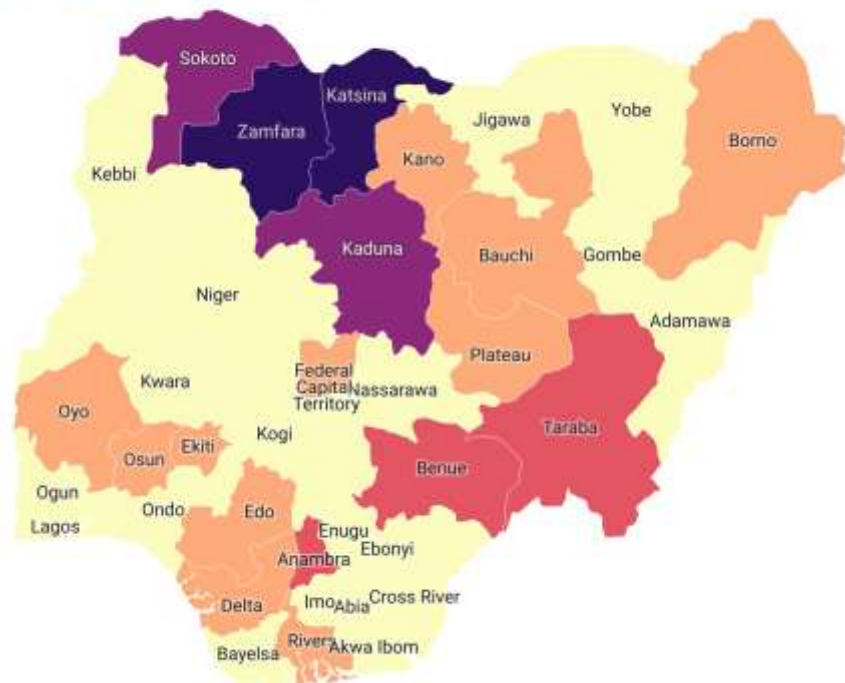 Sokoto
Katsina
Zamfara
Jigawa
Yobe
Borno
Kano
Kebbi
Kaduna
Bauchi
Gombe
Niger
Adamawa
Plateau
Federal
Capital
Territory
Nassarawa
Kwara
Oyo
Taraba
Kogi
Ekiti
Osun
Benue
Ogun
Ondo
Edo
Lagos
Enugu
Ebonyi
Anambra
Cross River
Imo
Abia
Delta
Rivers
Akwa Ibom
Bayelsa